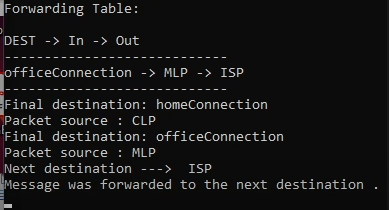 Forwarding Table:
DEST -> In -> Out
----------------------------
officeConnection -> MLP -> ISP
----------------------------
Final destination: homeConnection
Packet source : CLP
Final destination: officeConnection
Packet source : MLP
Next destination --->  ISP
Message was forwarded to the next destination .